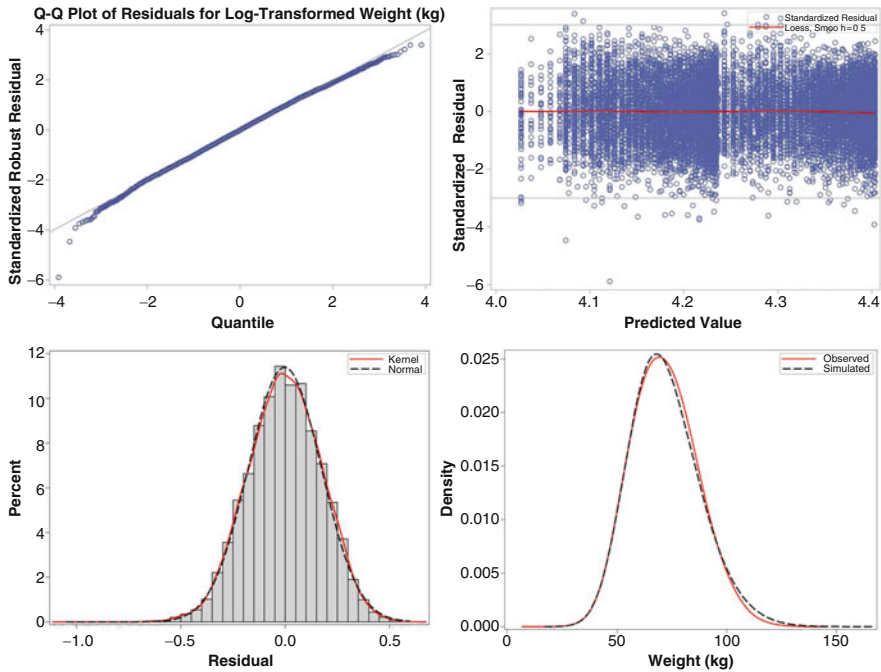 Q-Q Plot of Residuals for Log-Transformed Weight (kg)
Standardized Robust Residual
4
2
0
−2
−4
−6
−4
−2
0
2
4
Quantile
Standardized Residual
Standardized Residual
Loess, Smoo h=0 5
2
0
−2
−4
−6
4.0
4.1
4.2
4.3
4.4
Predicted Value
Percent
12
10
8
6
4
2
0
Kernel
Normal
−1.0
−0.5
0.0
0.5
Residual
Density
0.025
0.020
0.015
0.010
0.005
0.000
Observed
Simulated
0
50
100
150
Weight (kg)